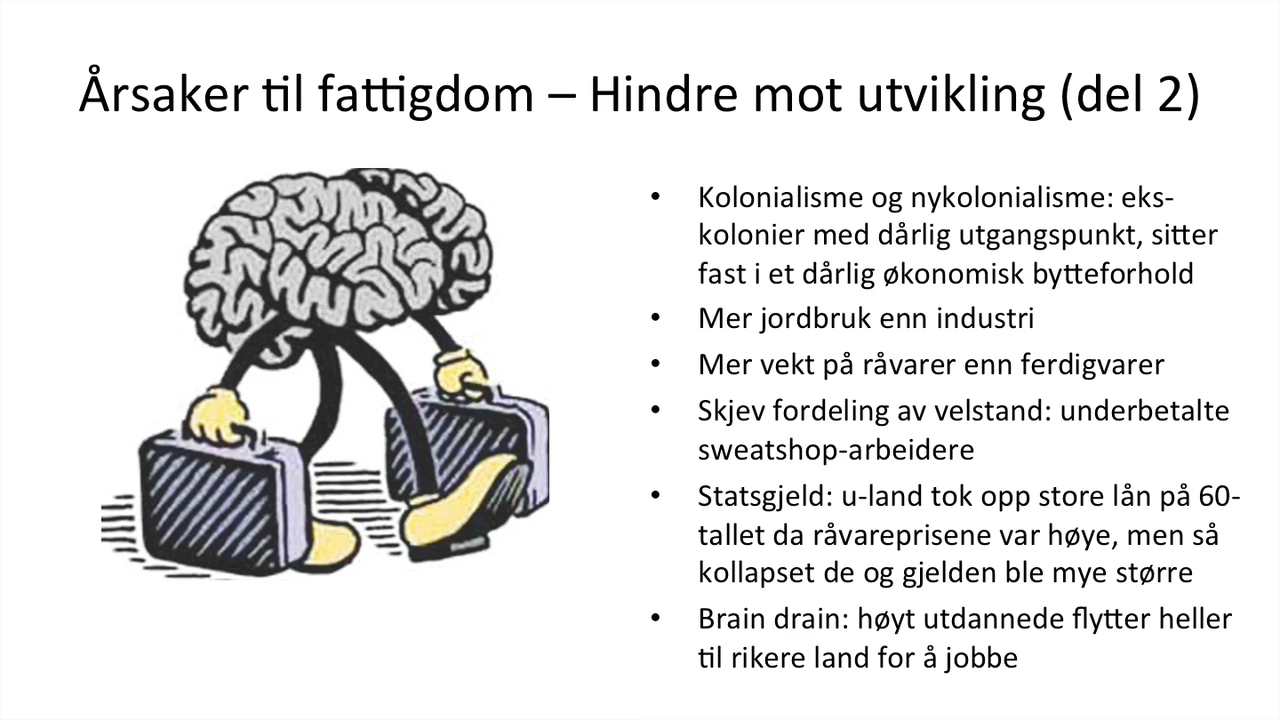 Årsaker til fattigdom – Hindre mot utvikling (del 2)
• Kolonialisme og nykolonialisme: eks-
kolonier med dårlig utgangspunkt, sitter
fast i et dårlig økonomisk bytteforhold
• Mer jordbruk enn industri
• Mer vekt på råvarer enn ferdigvarer
• Skjev fordeling av velstand: underbetalte
sweatshop-arbeidere
• Statsgjeld: u-land tok opp store lån på 60-
tallet da råvareprisene var høye, men så
kollapset de og gjelden ble mye større
• Brain drain: høyt utdannede flytter heller
til rikere land for å jobbe